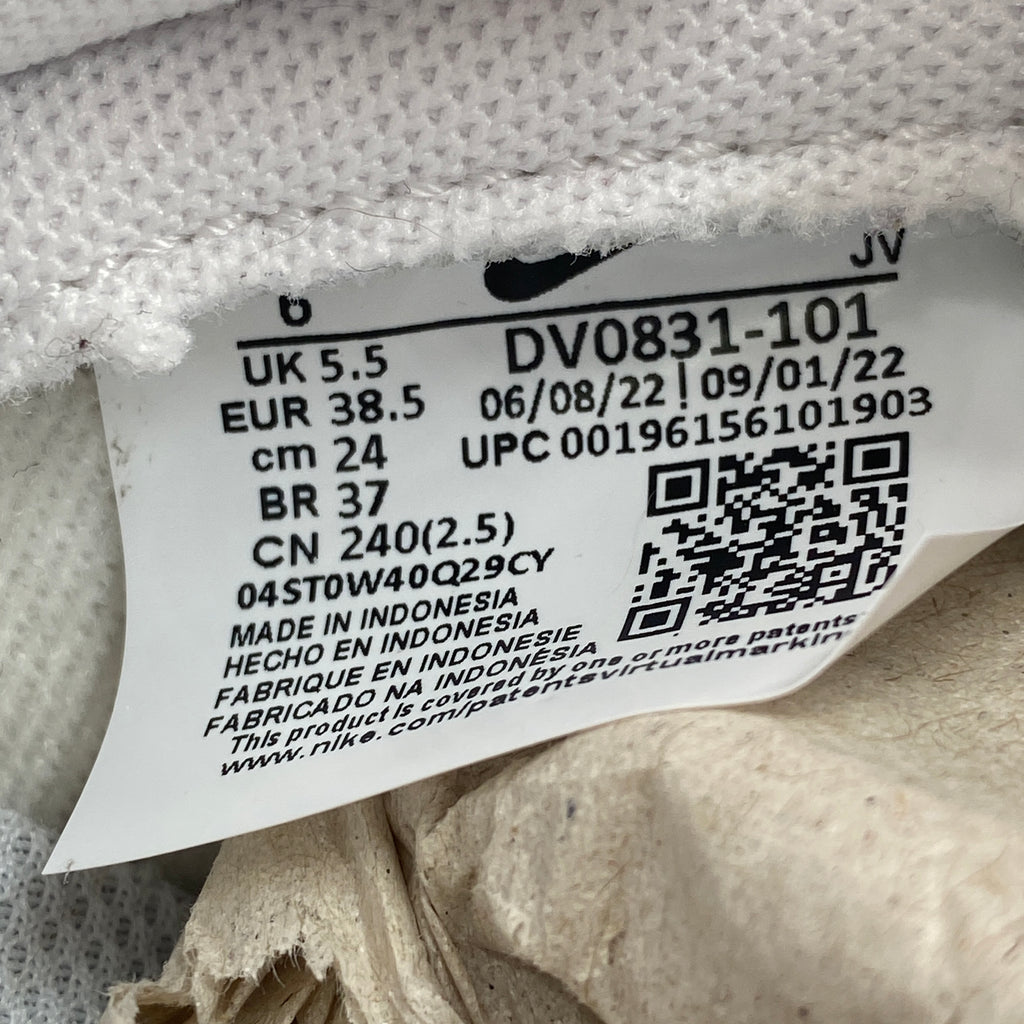 6 JV
UK 5.5 DV0831-101
EUR 38.5 06/08/22 | 09/01/22
cm 24 UPC 00196156101903
BR 37
CN 240(2.5)
04ST0W40Q29CY
MADE IN INDONESIA
HECHO EN INDONESIA
FABRIQUE EN INDONESIE
FABRICADO NA INDONÉSIA
This product is covered by one or more patents
www.nike.com/patentsvirtualmarkin